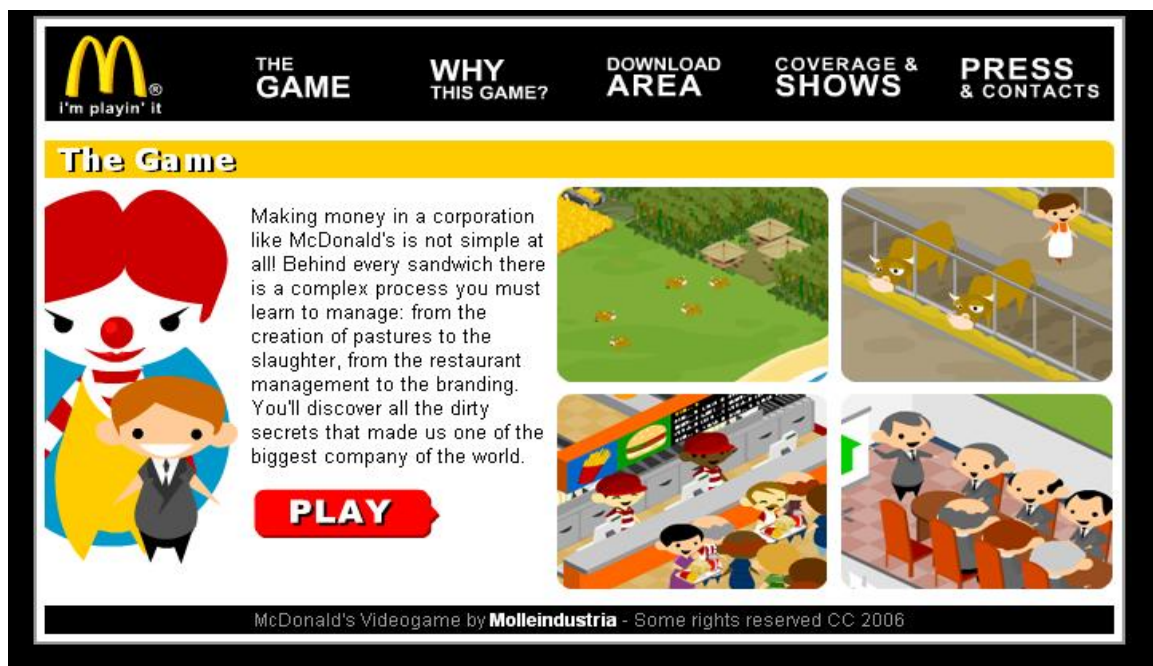 M®
i'm playin' it
THE
GAME
WHY
THIS GAME?
DOWNLOAD
AREA
COVERAGE &
SHOWS
PRESS
& CONTACTS
The Game
Making money in a corporation
like McDonald's is not simple at
all! Behind every sandwich there
is a complex process you must
learn to manage: from the
creation of pastures to the
slaughter, from the restaurant
management to the branding.
You'll discover all the dirty
secrets that made us one of the
biggest company of the world.
PLAY
McDonald's Videogame by Molleindustria - Some rights reserved CC 2006